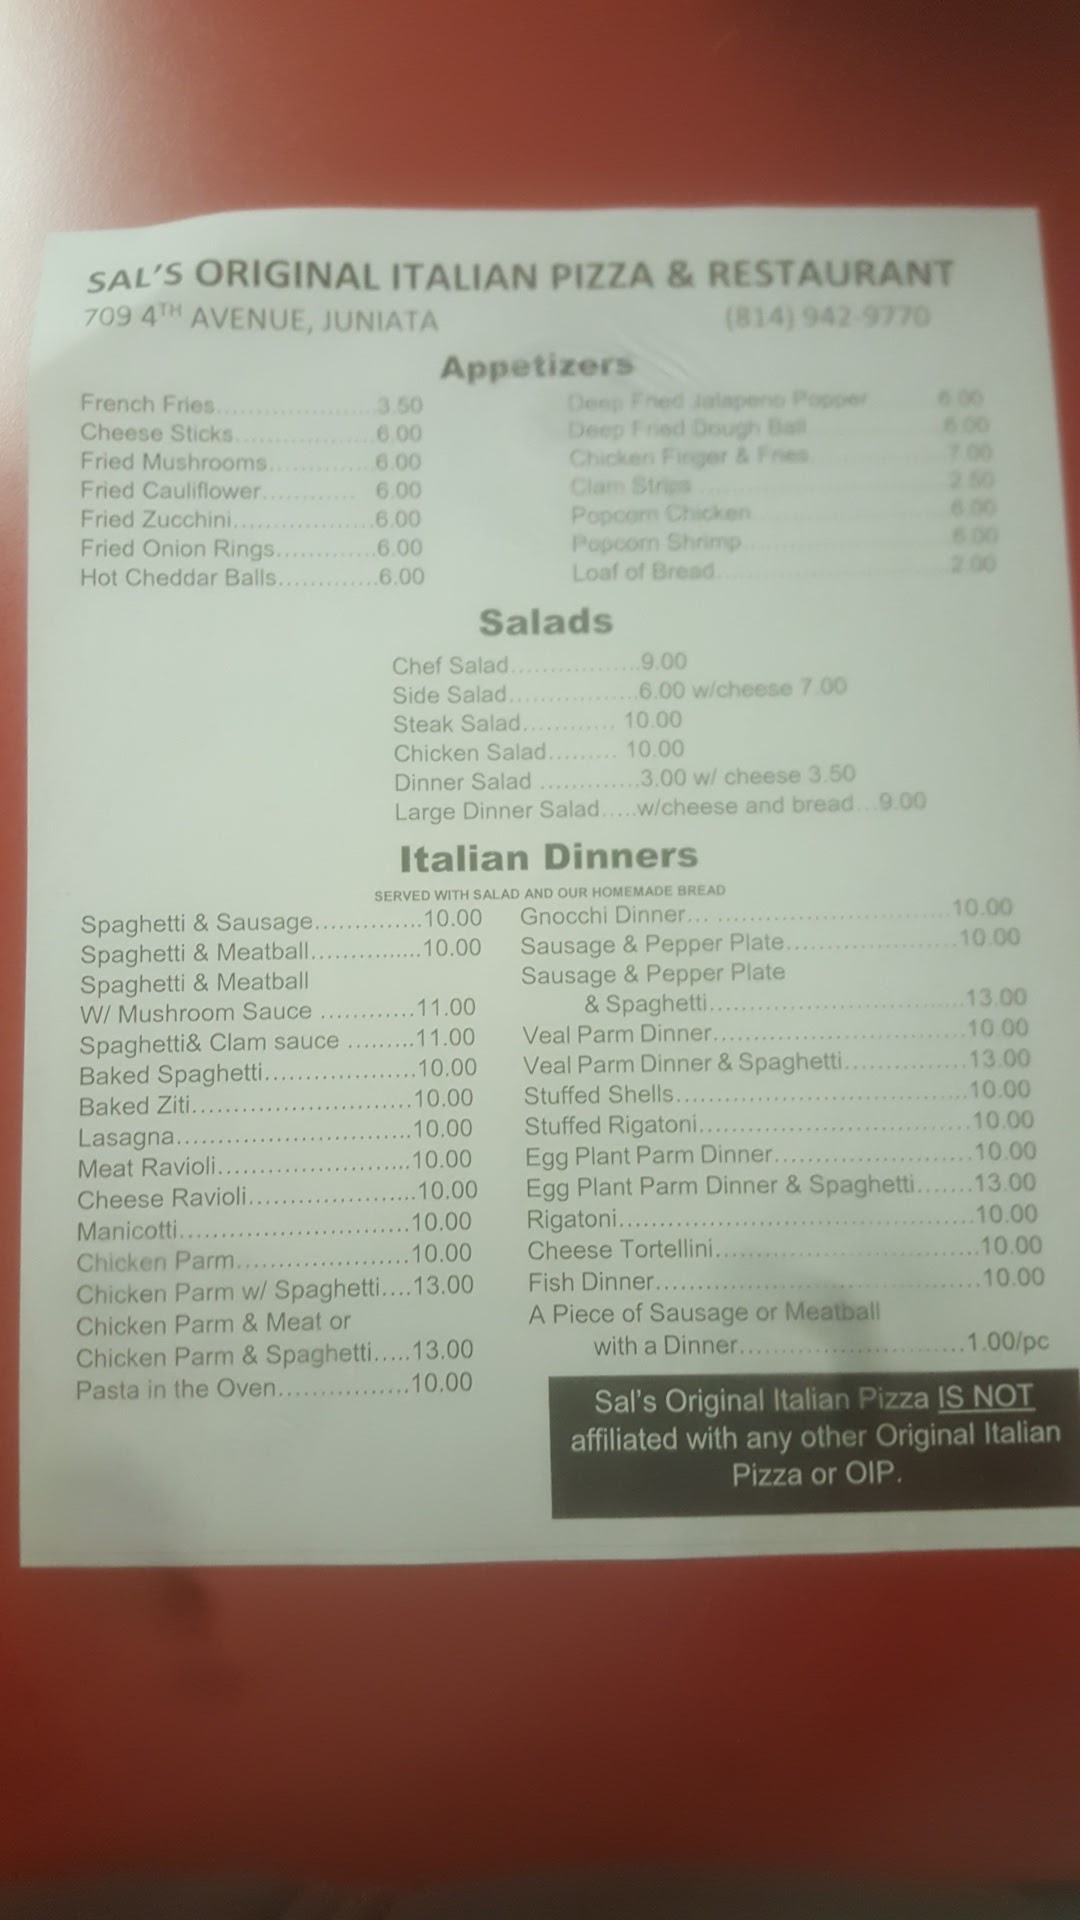 SAL'S ORIGINAL ITALIAN PIZZA & RESTAURANT
709 4TH AVENUE, JUNIATA (814) 942-9770
Appetizers
French Fries....................3.50
Cheese Sticks.................6.00
Fried Mushrooms.............6.00
Fried Cauliflower............ 6.00
Fried Zucchini..................6.00
Fried Onion Rings............6.00
Hot Cheddar Balls............6.00
Deep Fried Jalapeno Popper 6.00
Deep Fried Dough Ball 6.00
Chicken Finger & Fries 7.00
Clam Strips 2.50
Popcorn Chicken 6.00
Popcorn Shrimp 6.00
Loaf of Bread 2.00
Salads
Chef Salad.................9.00
Side Salad.................6.00 w/cheese 7.00
Steak Salad............ 10.00
Chicken Salad......... 10.00
Dinner Salad .............3.00 w/ cheese 3.50
Large Dinner Salad.....w/cheese and bread...9.00
Italian Dinners
SERVED WITH SALAD AND OUR HOMEMADE BREAD
Spaghetti & Sausage..............10.00
Spaghetti & Meatball...............10.00
Spaghetti & Meatball
W/ Mushroom Sauce ............11.00
Spaghetti& Clam sauce .........11.00
Baked Spaghetti....................10.00
Baked Ziti.............................10.00
Lasagna...............................10.00
Meat Ravioli.........................10.00
Cheese Ravioli......................10.00
Manicotti..............................10.00
Chicken Parm.......................10.00
Chicken Parm w/ Spaghetti....13.00
Chicken Parm & Meat or
Chicken Parm & Spaghetti.....13.00
Pasta in the Oven.................10.00
Gnocchi Dinner... ..............................10.00
Sausage & Pepper Plate......................10.00
Sausage & Pepper Plate
& Spaghetti.................................13.00
Veal Parm Dinner................................10.00
Veal Parm Dinner & Spaghetti...............13.00
Stuffed Shells.....................................10.00
Stuffed Rigatoni..................................10.00
Egg Plant Parm Dinner.........................10.00
Egg Plant Parm Dinner & Spaghetti.......13.00
Rigatoni.............................................10.00
Cheese Tortellini.................................10.00
Fish Dinner.........................................10.00
A Piece of Sausage or Meatball
with a Dinner.............................1.00/pc
Sal's Original Italian Pizza IS NOT
affiliated with any other Original Italian
Pizza or OIP.